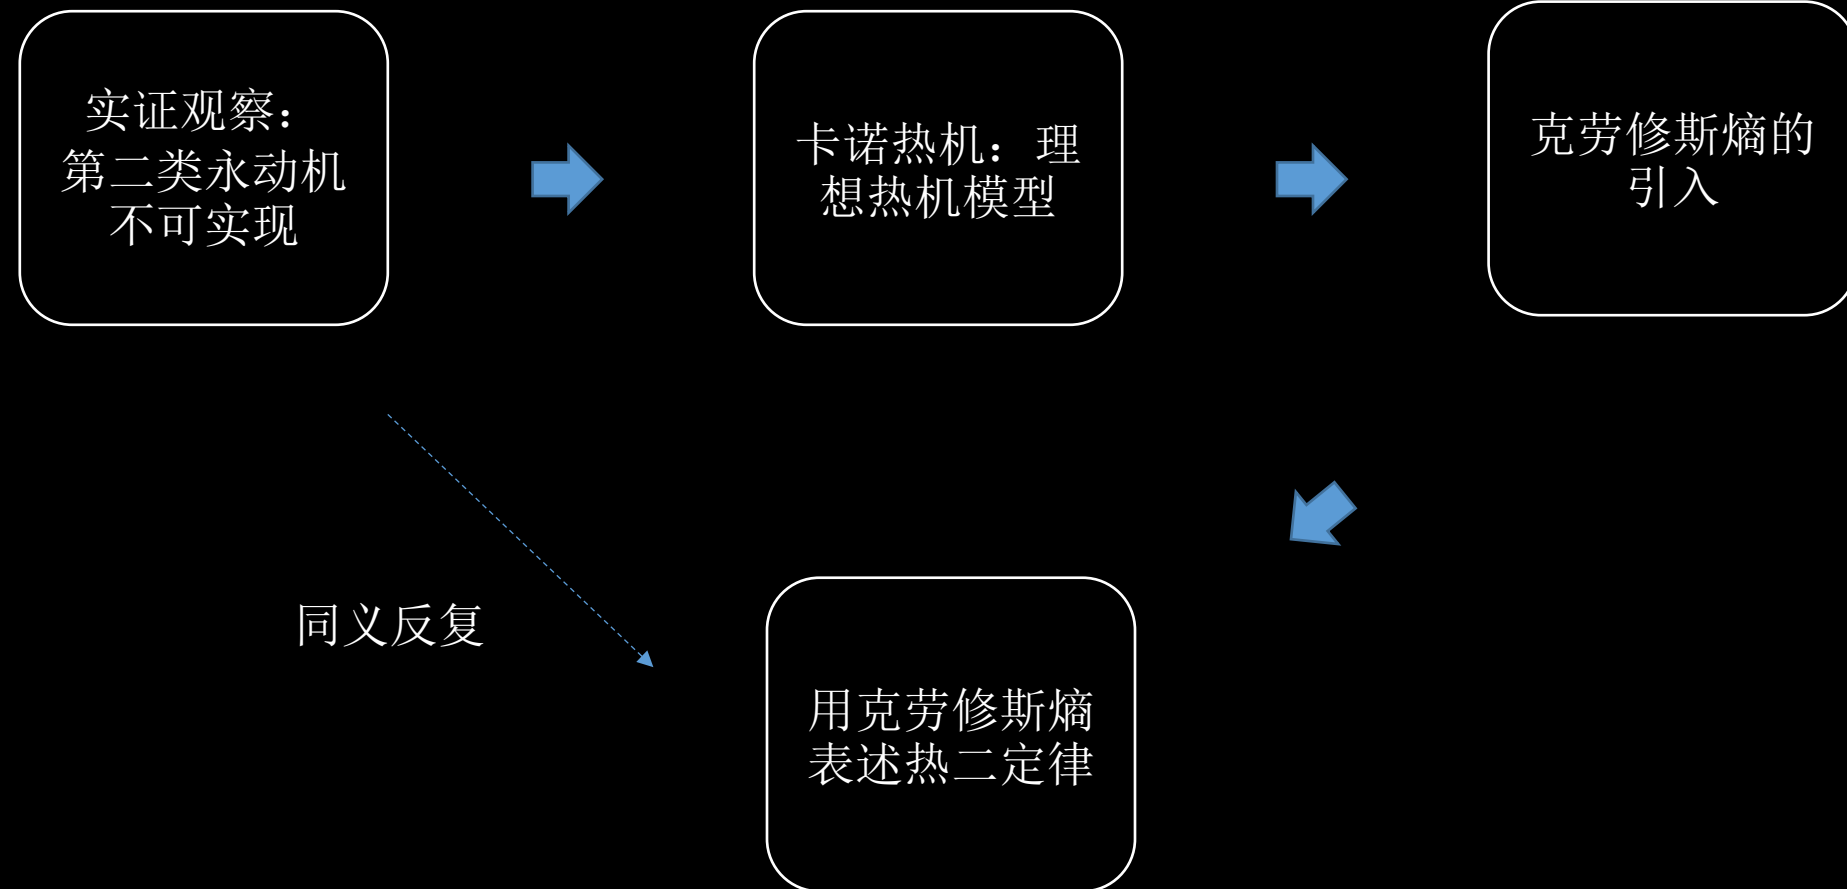 实证观察：
第二类永动机
不可实现
卡诺热机：理
想热机模型
克劳修斯熵的
引入
同义反复
用克劳修斯熵
表述热二定律